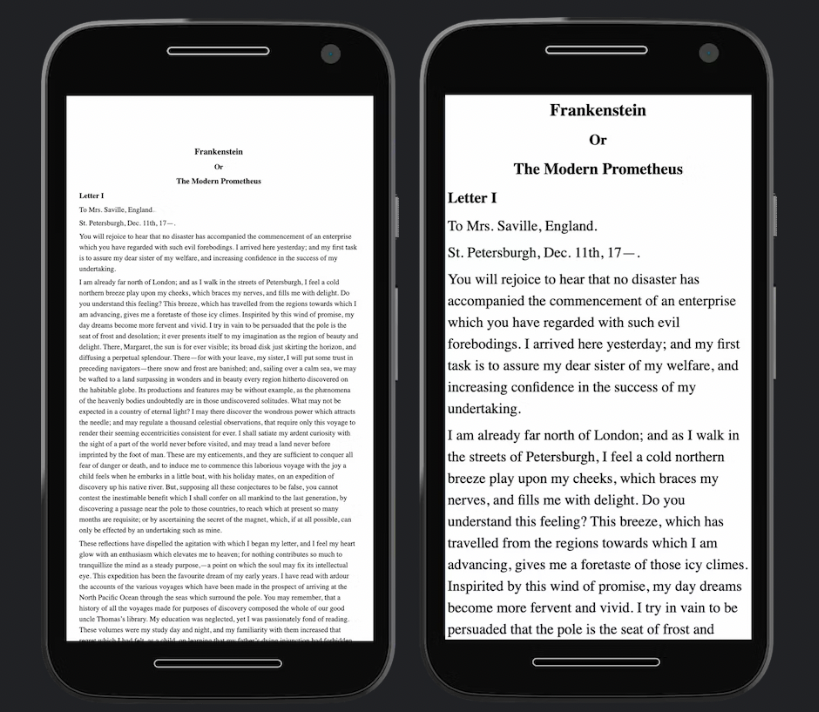 Frankenstein
Or
The Modern Prometheus
Letter I
To Mrs. Saville, England.
St. Petersburgh, Dec. 11th, 17—.
You will rejoice to hear that no disaster has accompanied the commencement of an enterprise
which you have regarded with such evil forebodings. I arrived here yesterday; and my first task
is to assure my dear sister of my welfare, and increasing confidence in the success of my
undertaking.
I am already far north of London; and as I walk in the streets of Petersburgh, I feel a cold
northern breeze play upon my cheeks, which braces my nerves, and fills me with delight. Do
you understand this feeling? This breeze, which has travelled from the regions towards which I
am advancing, gives me a foretaste of those icy climes. Inspirited by this wind of promise, my
day dreams become more fervent and vivid. I try in vain to be persuaded that the pole is the
seat of frost and desolation; it ever presents itself to my imagination as the region of beauty and
delight. There, Margaret, the sun is for ever visible; its broad disk just skirting the horizon, and
diffusing a perpetual splendour. There—for with your leave, my sister, I will put some trust in
preceding navigators—there snow and frost are banished; and, sailing over a calm sea, we may
be wafted to a land surpassing in wonders and in beauty every region hitherto discovered on
the habitable globe. Its productions and features may be without example, as the phænomena
of the heavenly bodies undoubtedly are in those undiscovered solitudes. What may not be
expected in a country of eternal light? I may there discover the wondrous power which attracts
the needle; and may regulate a thousand celestial observations, that require only this voyage to
render their seeming eccentricities consistent for ever. I shall satiate my ardent curiosity with
the sight of a part of the world never before visited, and may tread a land never before
imprinted by the foot of man. These are my enticements, and they are sufficient to conquer all
fear of danger or death, and to induce me to commence this laborious voyage with the joy a
child feels when he embarks in a little boat, with his holiday mates, on an expedition of
discovery up his native river. But, supposing all these conjectures to be false, you cannot
contest the inestimable benefit which I shall confer on all mankind to the last generation, by
discovering a passage near the pole to those countries, to reach which at present so many
months are requisite; or by ascertaining the secret of the magnet, which, if at all possible, can
only be effected by an undertaking such as mine.
These reflections have dispelled the agitation with which I began my letter, and I feel my heart
glow with an enthusiasm which elevates me to heaven; for nothing contributes so much to
tranquillize the mind as a steady purpose,—a point on which the soul may fix its intellectual
eye. This expedition has been the favourite dream of my early years. I have read with ardour
the accounts of the various voyages which have been made in the prospect of arriving at the
North Pacific Ocean through the seas which surround the pole. You may remember, that a
history of all the voyages made for purposes of discovery composed the whole of our good
uncle Thomas's library. My education was neglected, yet I was passionately fond of reading.
These volumes were my study day and night, and my familiarity with them increased that
Frankenstein
Or
The Modern Prometheus
Letter I
To Mrs. Saville, England.
St. Petersburgh, Dec. 11th, 17—.
You will rejoice to hear that no disaster has
accompanied the commencement of an enterprise
which you have regarded with such evil
forebodings. I arrived here yesterday; and my first
task is to assure my dear sister of my welfare, and
increasing confidence in the success of my
undertaking.
I am already far north of London; and as I walk in
the streets of Petersburgh, I feel a cold northern
breeze play upon my cheeks, which braces my
nerves, and fills me with delight. Do you
understand this feeling? This breeze, which has
travelled from the regions towards which I am
advancing, gives me a foretaste of those icy climes.
Inspirited by this wind of promise, my day dreams
become more fervent and vivid. I try in vain to be
persuaded that the pole is the seat of frost and